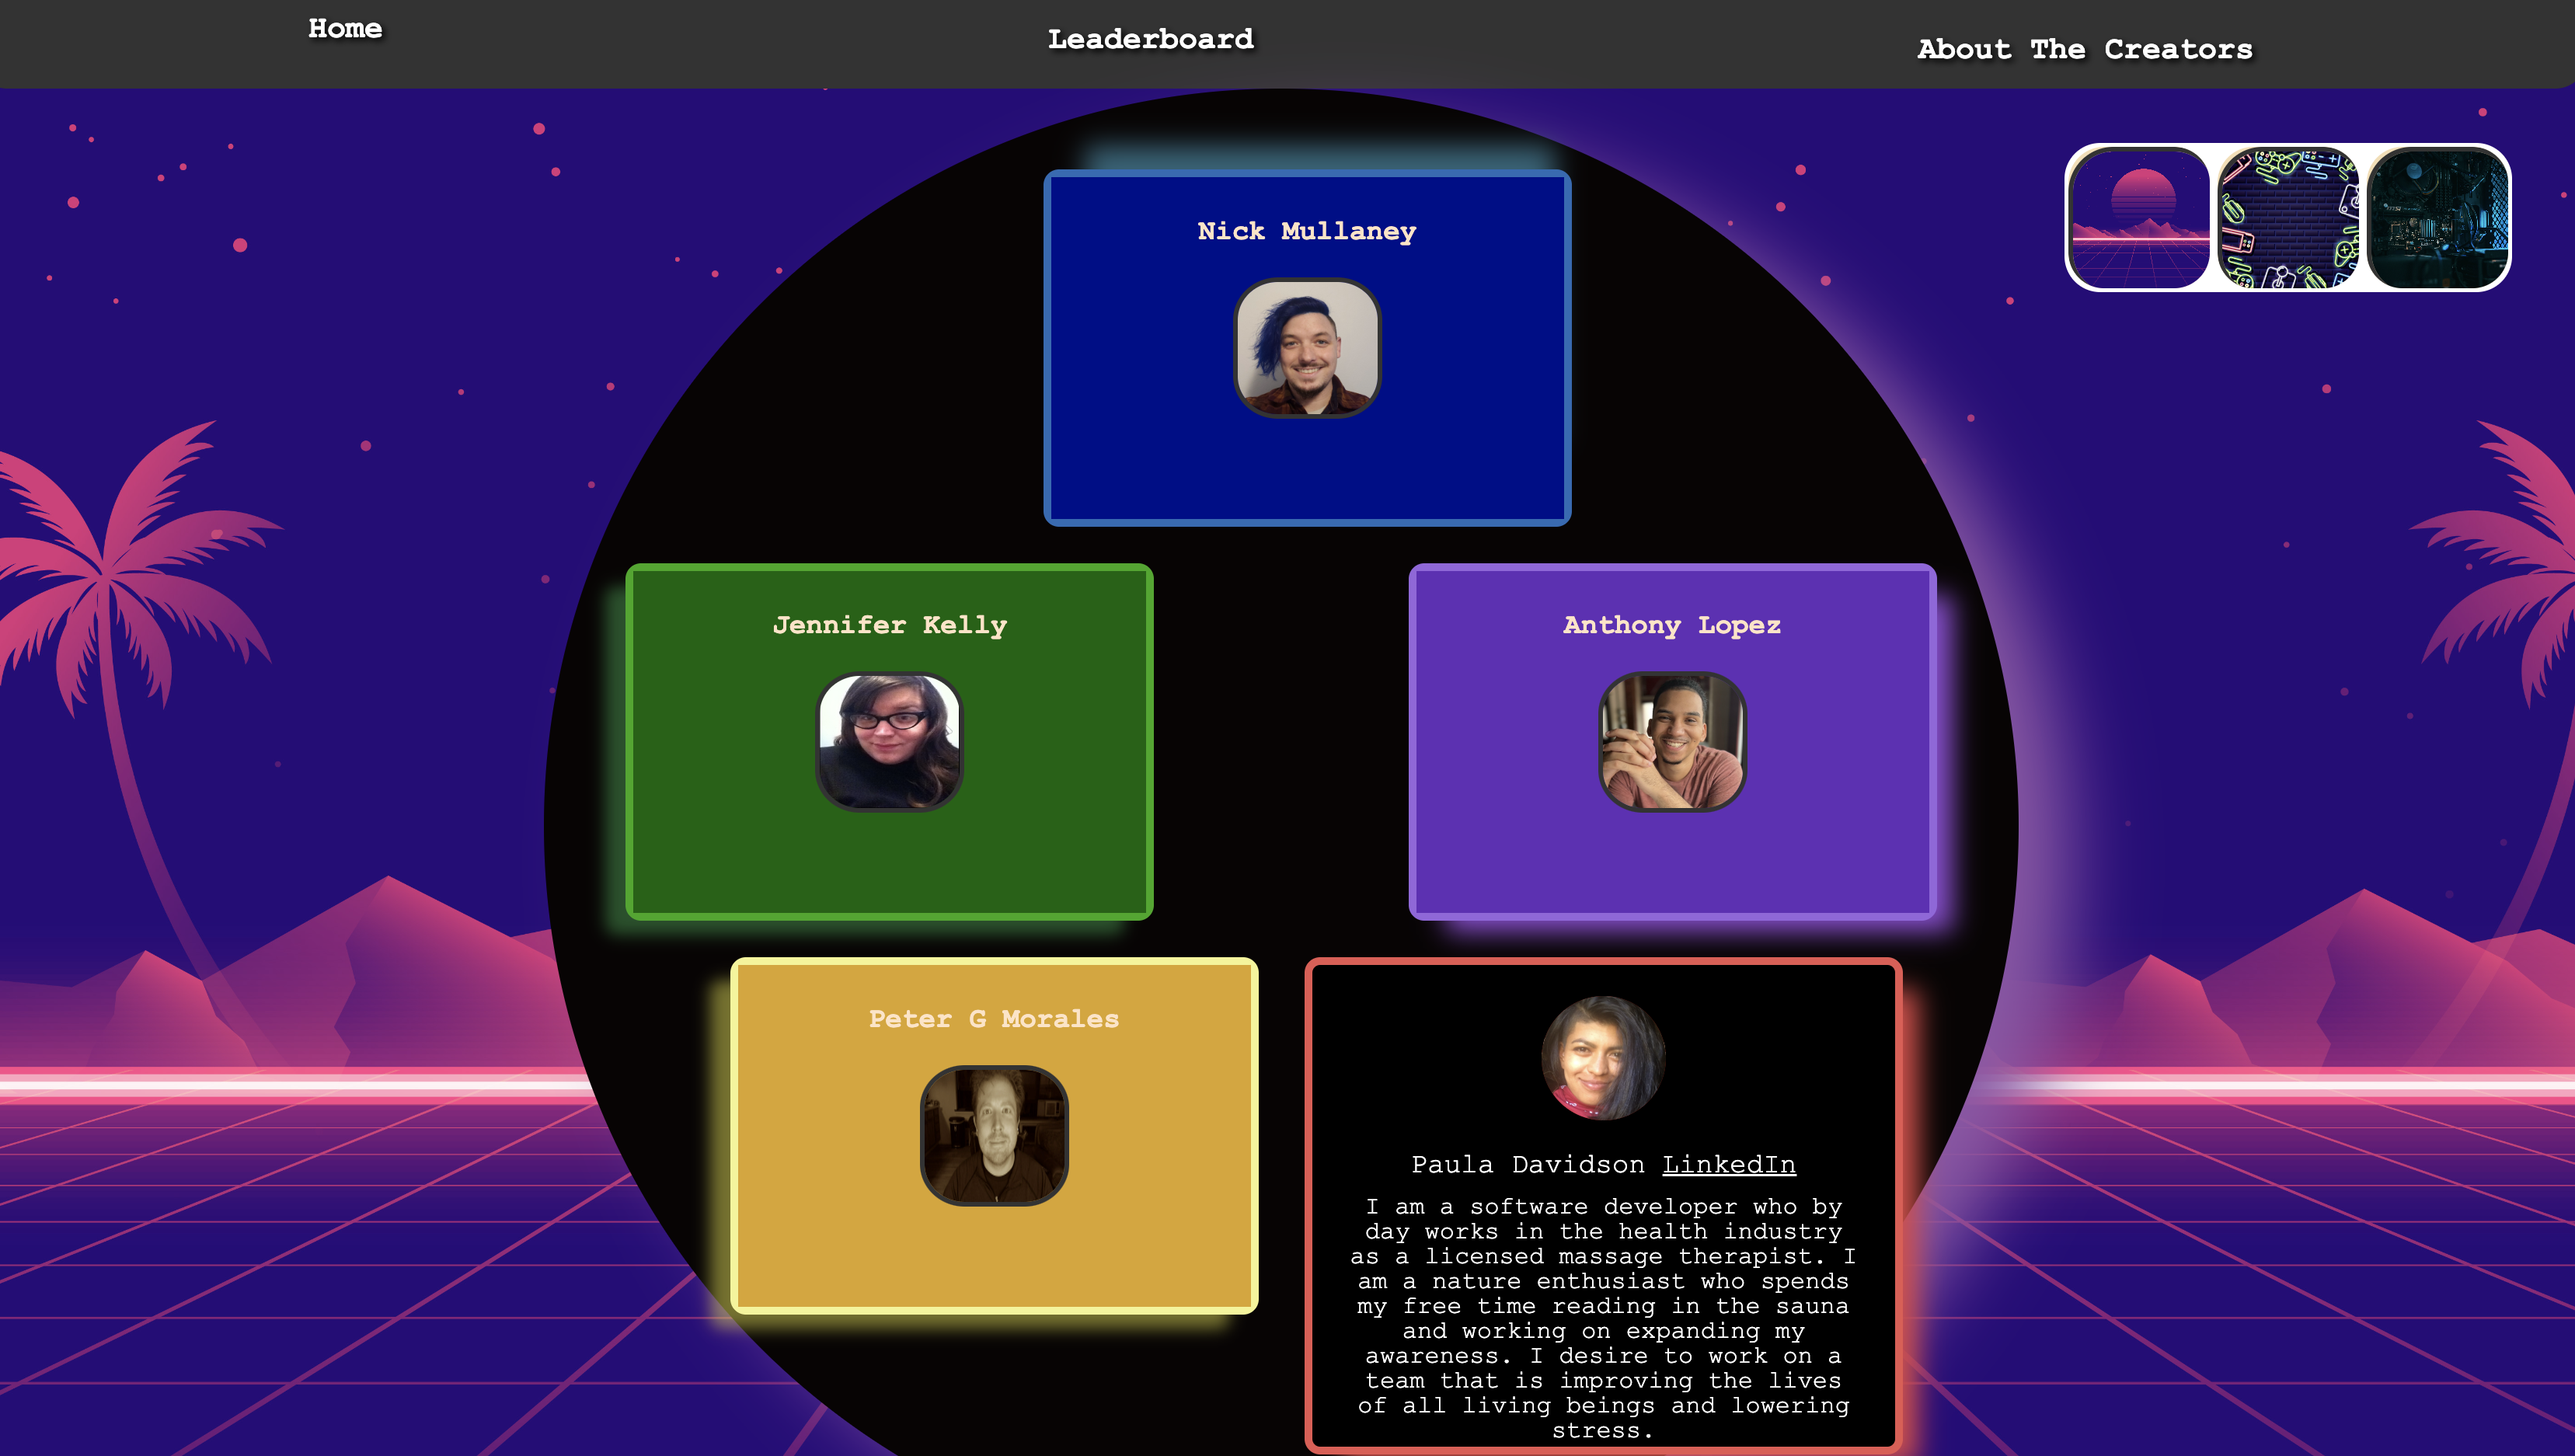 Home
Leaderboard
About The Creators
Nick Mullaney
Jennifer Kelly
Anthony Lopez
Peter G Morales
Paula Davidson LinkedIn
I am a software developer who by
day works in the health industry
as a licensed massage therapist. I
am a nature enthusiast who spends
my free time reading in the sauna
and working on expanding my
awareness. I desire to work on a
team that is improving the lives
of all living beings and lowering
stress.